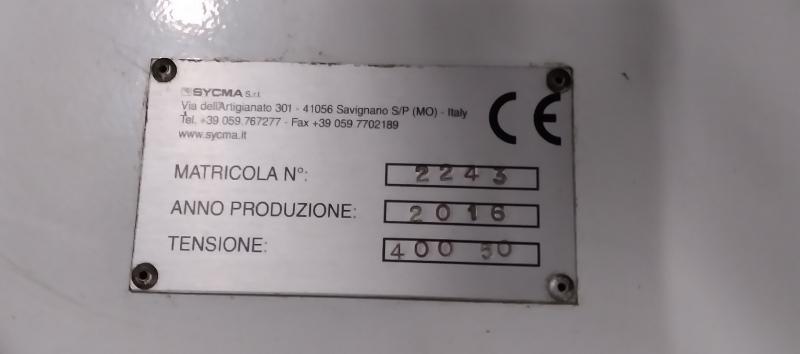 SYCMA S.r.l.
Via dell'Artigianato 301 - 41056 Savignano S/P (MO) - Italy
Tel. +39 059.767277 - Fax +39 059 7702189
www.sycma.it
CE
MATRICOLA N°: 2243
ANNO PRODUZIONE: 2016
TENSIONE: 400 50